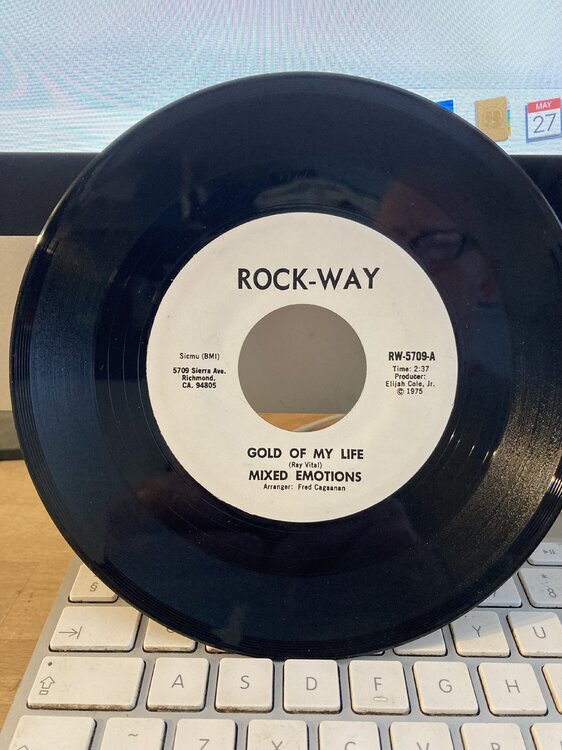 MAY
27
ROCK-WAY
Sicmu (BMI)
5709 Sierra Ave.
Richmond,
CA. 94805
RW-5709-A
Time: 2:37
Producer:
Elijah Cole, Jr.
© 1975
GOLD OF MY LIFE
(Ray Vital)
MIXED EMOTIONS
Arranger: Fred Cagaanan
§
8
Y
U
A
S
D
F
G
H
~
Z